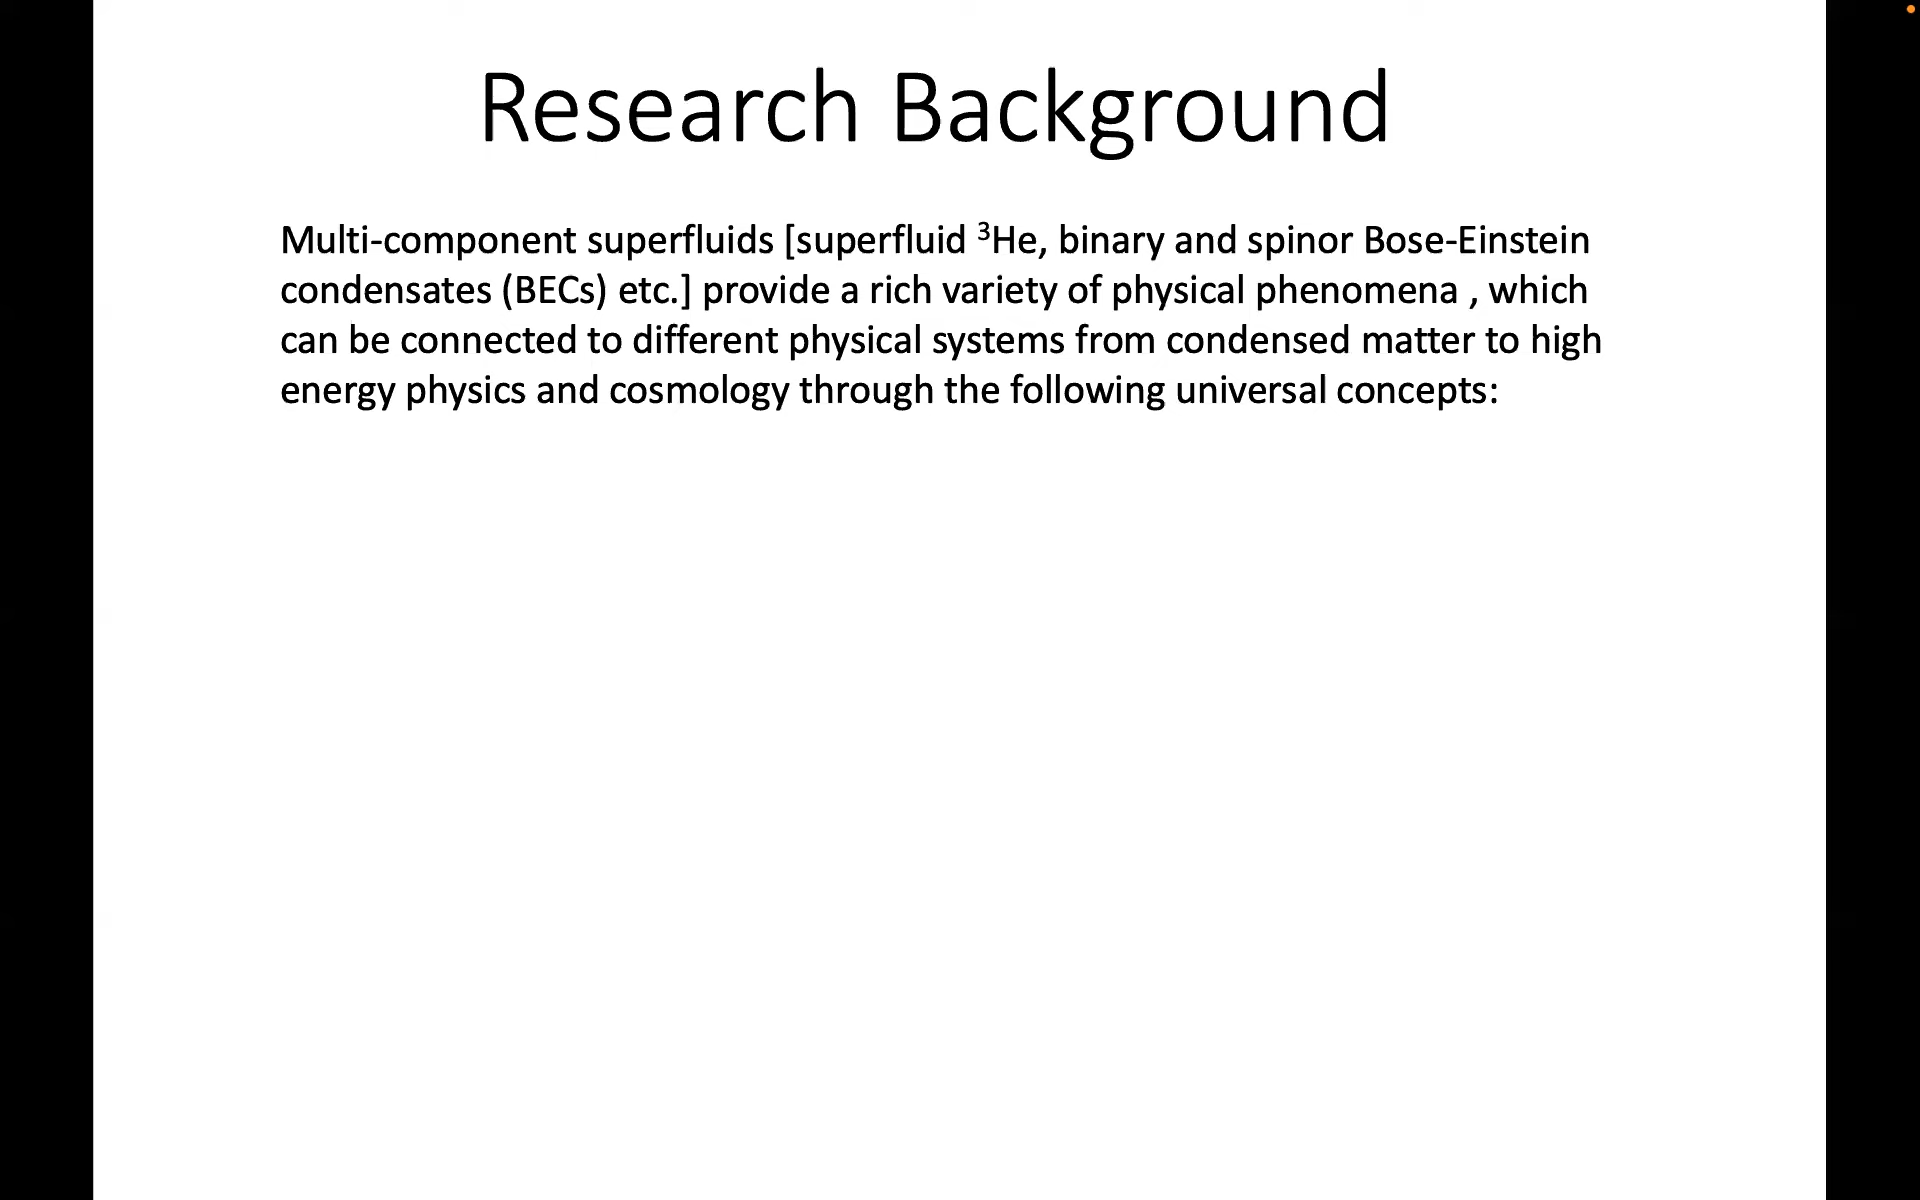 Research Background
Multi-component superfluids [superfluid ³He, binary and spinor Bose-Einstein
condensates (BECs) etc.] provide a rich variety of physical phenomena , which
can be connected to different physical systems from condensed matter to high
energy physics and cosmology through the following universal concepts: